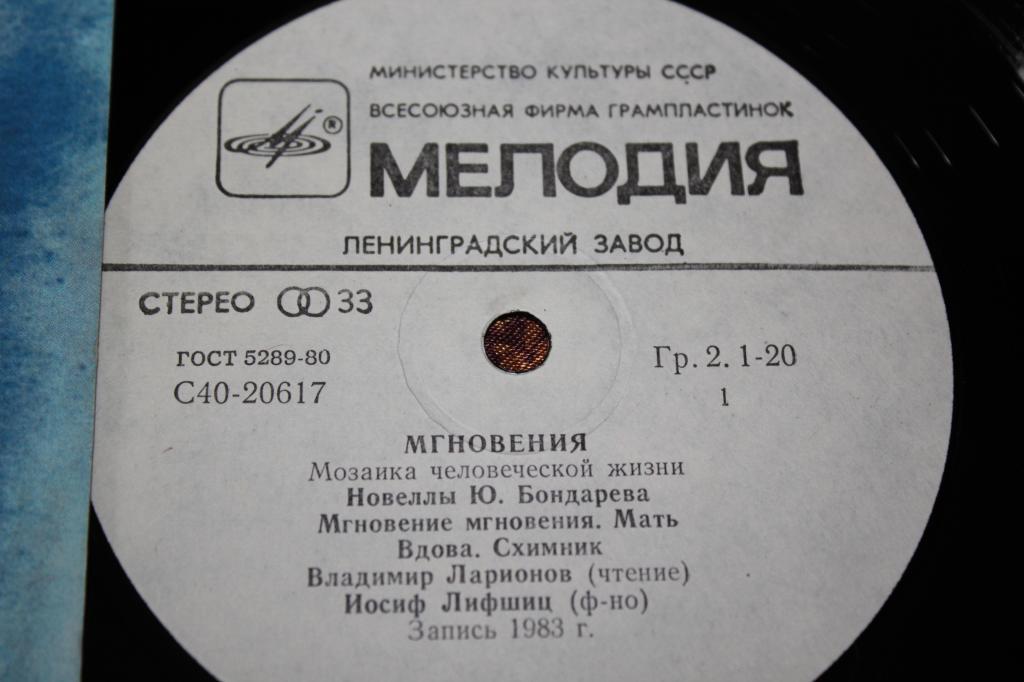 МИНИСТЕРСТВО КУЛЬТУРЫ СССР
ВСЕСОЮЗНАЯ ФИРМА ГРАМПЛАСТИНОК
®
МЕЛОДИЯ
ЛЕНИНГРАДСКИЙ ЗАВОД
СТЕРЕО 33
ГОСТ 5289-80
С40-20617
Гр. 2. 1-20
1
МГНОВЕНИЯ
Мозаика человеческой жизни
Новеллы Ю. Бондарева
Мгновение мгновения. Мать
Вдова. Схимник
Владимир Ларионов (чтение)
Иосиф Лифшиц (ф-но)
Запись 1983 г.